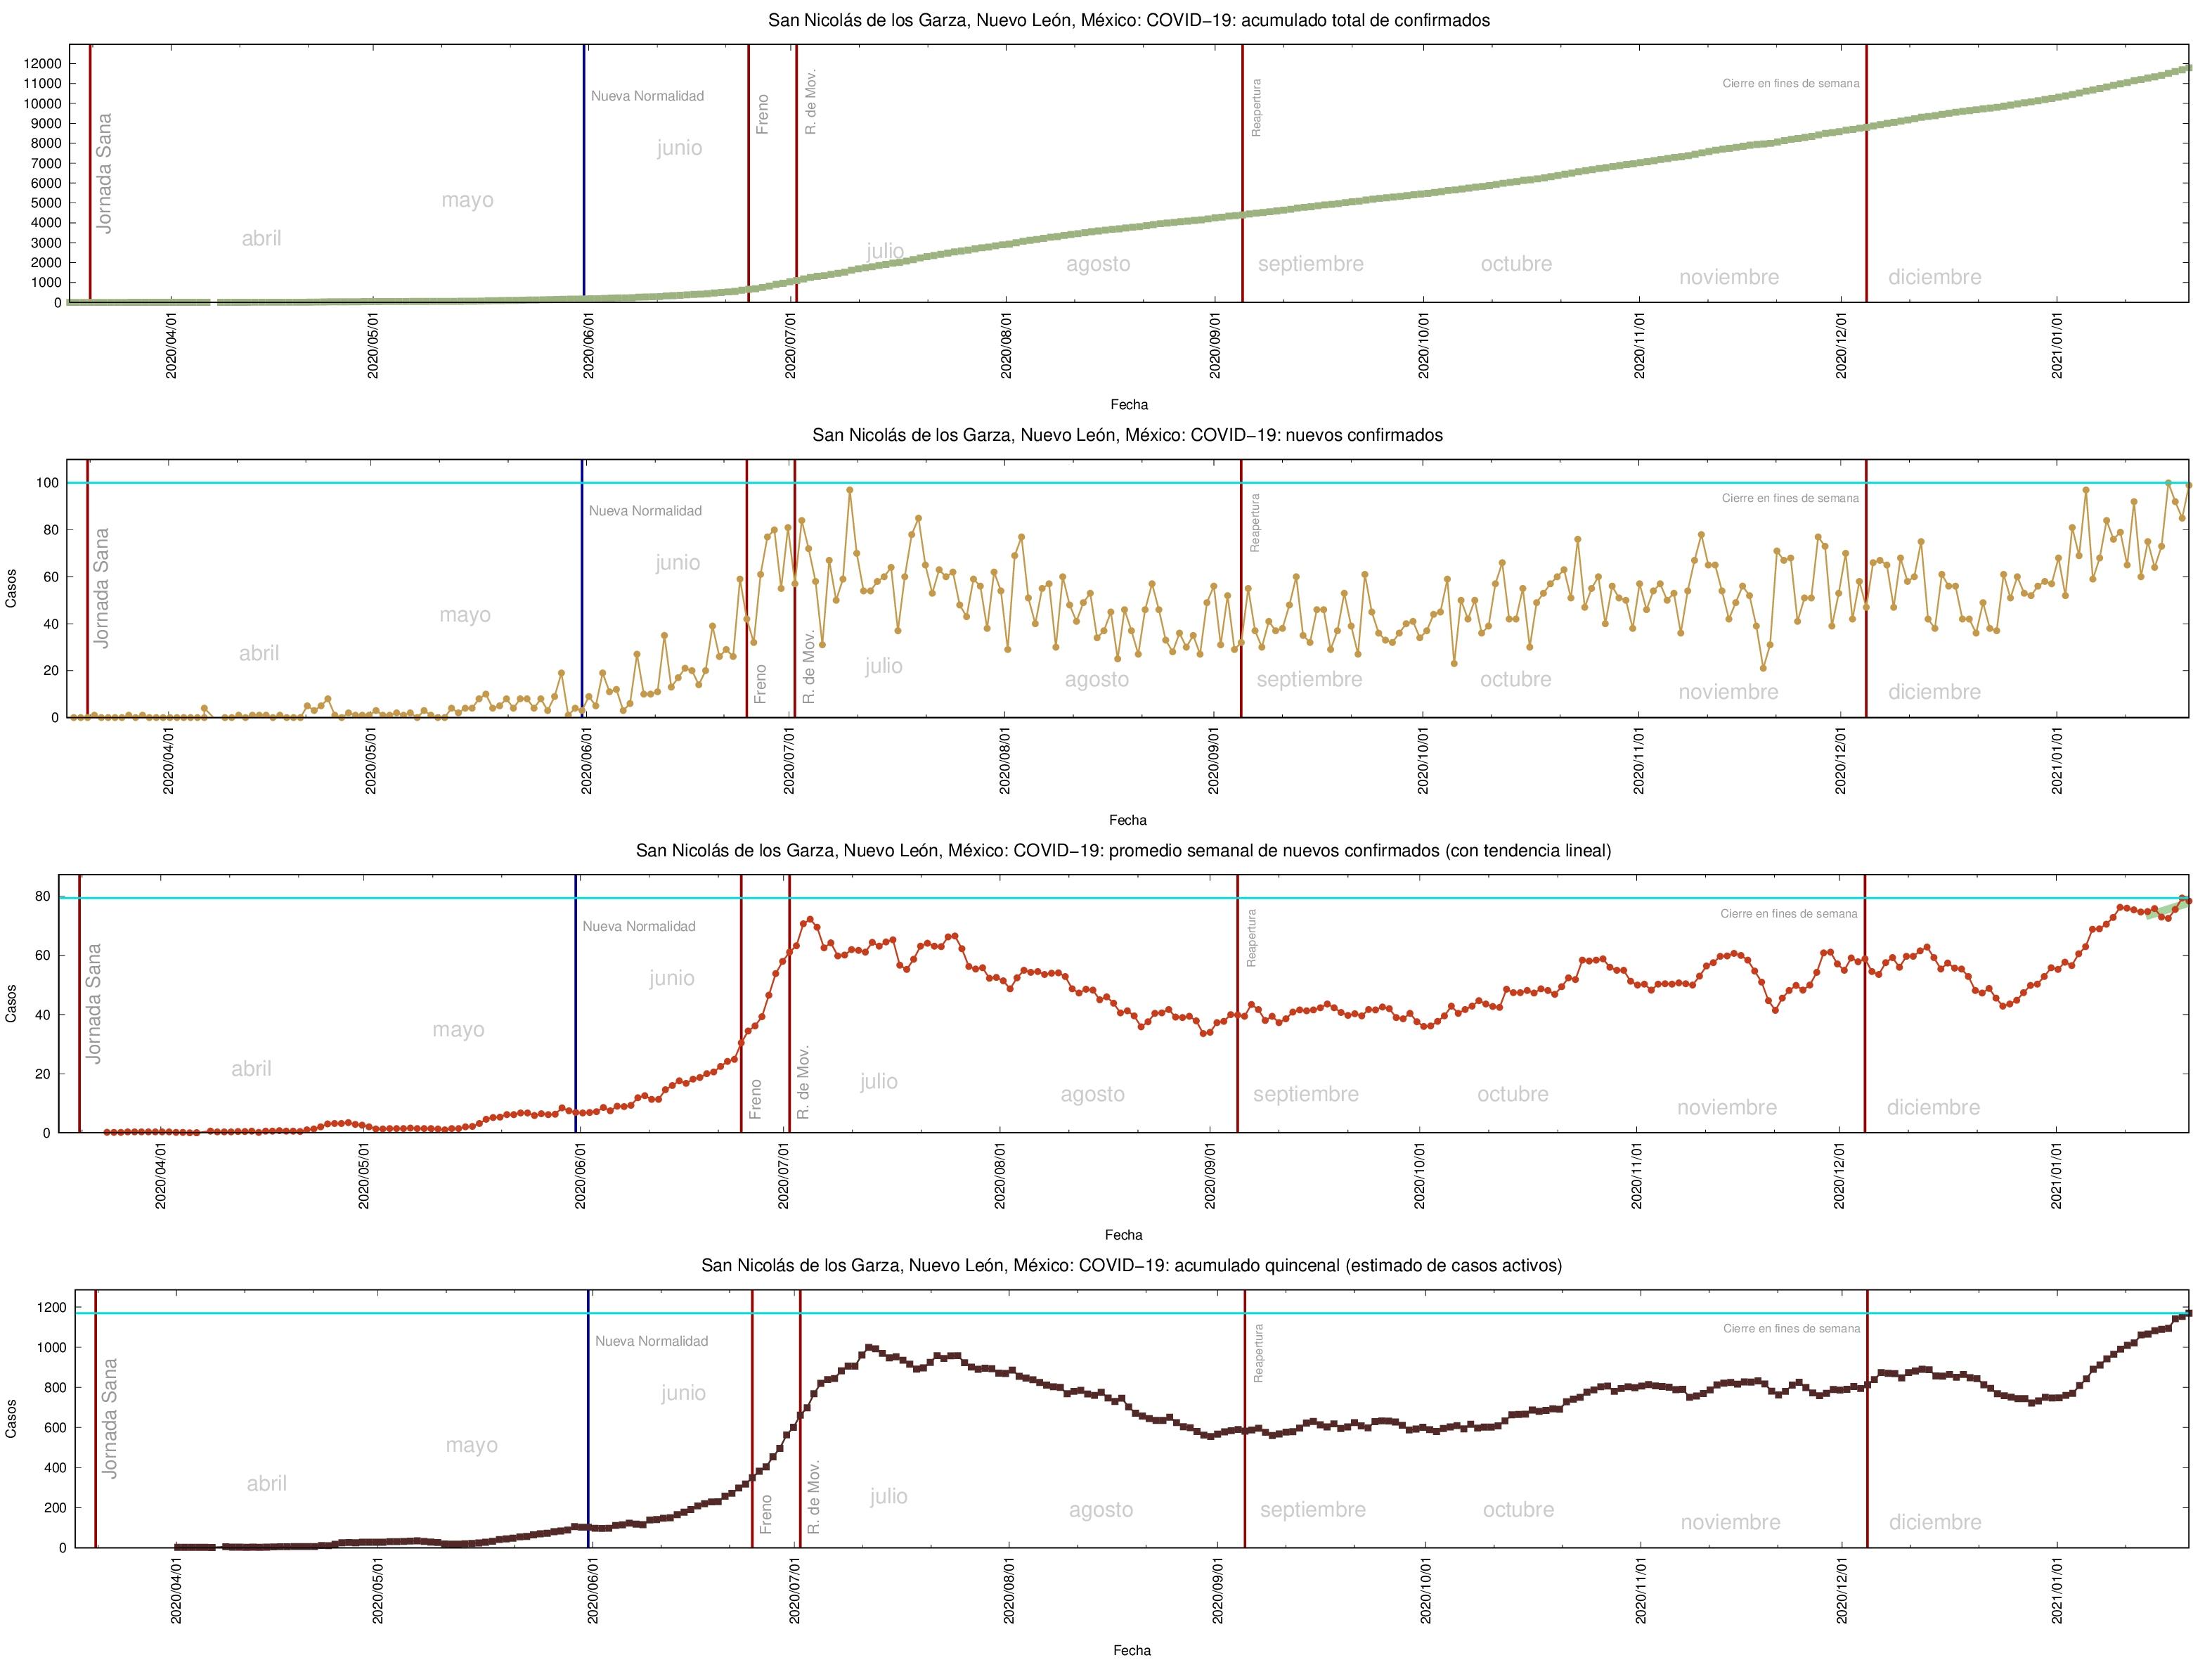 San Nicolás de los Garza, Nuevo León, México: COVID−19: acumulado total de confirmados
12000
11000
10000
9000
8000
7000
6000
5000
4000
3000
2000
1000
0
Jornada Sana
abril
mayo
Nueva Normalidad
junio
Freno
R. de Mov.
julio
agosto
Reapertura
septiembre
octubre
noviembre
Cierre en fines de semana
diciembre
2020/04/01
2020/05/01
2020/06/01
2020/07/01
2020/08/01
2020/09/01
2020/10/01
2020/11/01
2020/12/01
2021/01/01
Fecha
San Nicolás de los Garza, Nuevo León, México: COVID−19: nuevos confirmados
Casos
100
80
60
40
20
0
Jornada Sana
abril
mayo
Nueva Normalidad
junio
Freno
R. de Mov.
julio
agosto
Reapertura
septiembre
octubre
noviembre
Cierre en fines de semana
diciembre
2020/04/01
2020/05/01
2020/06/01
2020/07/01
2020/08/01
2020/09/01
2020/10/01
2020/11/01
2020/12/01
2021/01/01
Fecha
San Nicolás de los Garza, Nuevo León, México: COVID−19: promedio semanal de nuevos confirmados (con tendencia lineal)
Casos
80
60
40
20
0
Jornada Sana
abril
mayo
Nueva Normalidad
junio
Freno
R. de Mov.
julio
agosto
Reapertura
septiembre
octubre
noviembre
Cierre en fines de semana
diciembre
2020/04/01
2020/05/01
2020/06/01
2020/07/01
2020/08/01
2020/09/01
2020/10/01
2020/11/01
2020/12/01
2021/01/01
Fecha
San Nicolás de los Garza, Nuevo León, México: COVID−19: acumulado quincenal (estimado de casos activos)
Casos
1200
1000
800
600
400
200
0
Jornada Sana
abril
mayo
Nueva Normalidad
junio
Freno
R. de Mov.
julio
agosto
Reapertura
septiembre
octubre
noviembre
Cierre en fines de semana
diciembre
2020/04/01
2020/05/01
2020/06/01
2020/07/01
2020/08/01
2020/09/01
2020/10/01
2020/11/01
2020/12/01
2021/01/01
Fecha